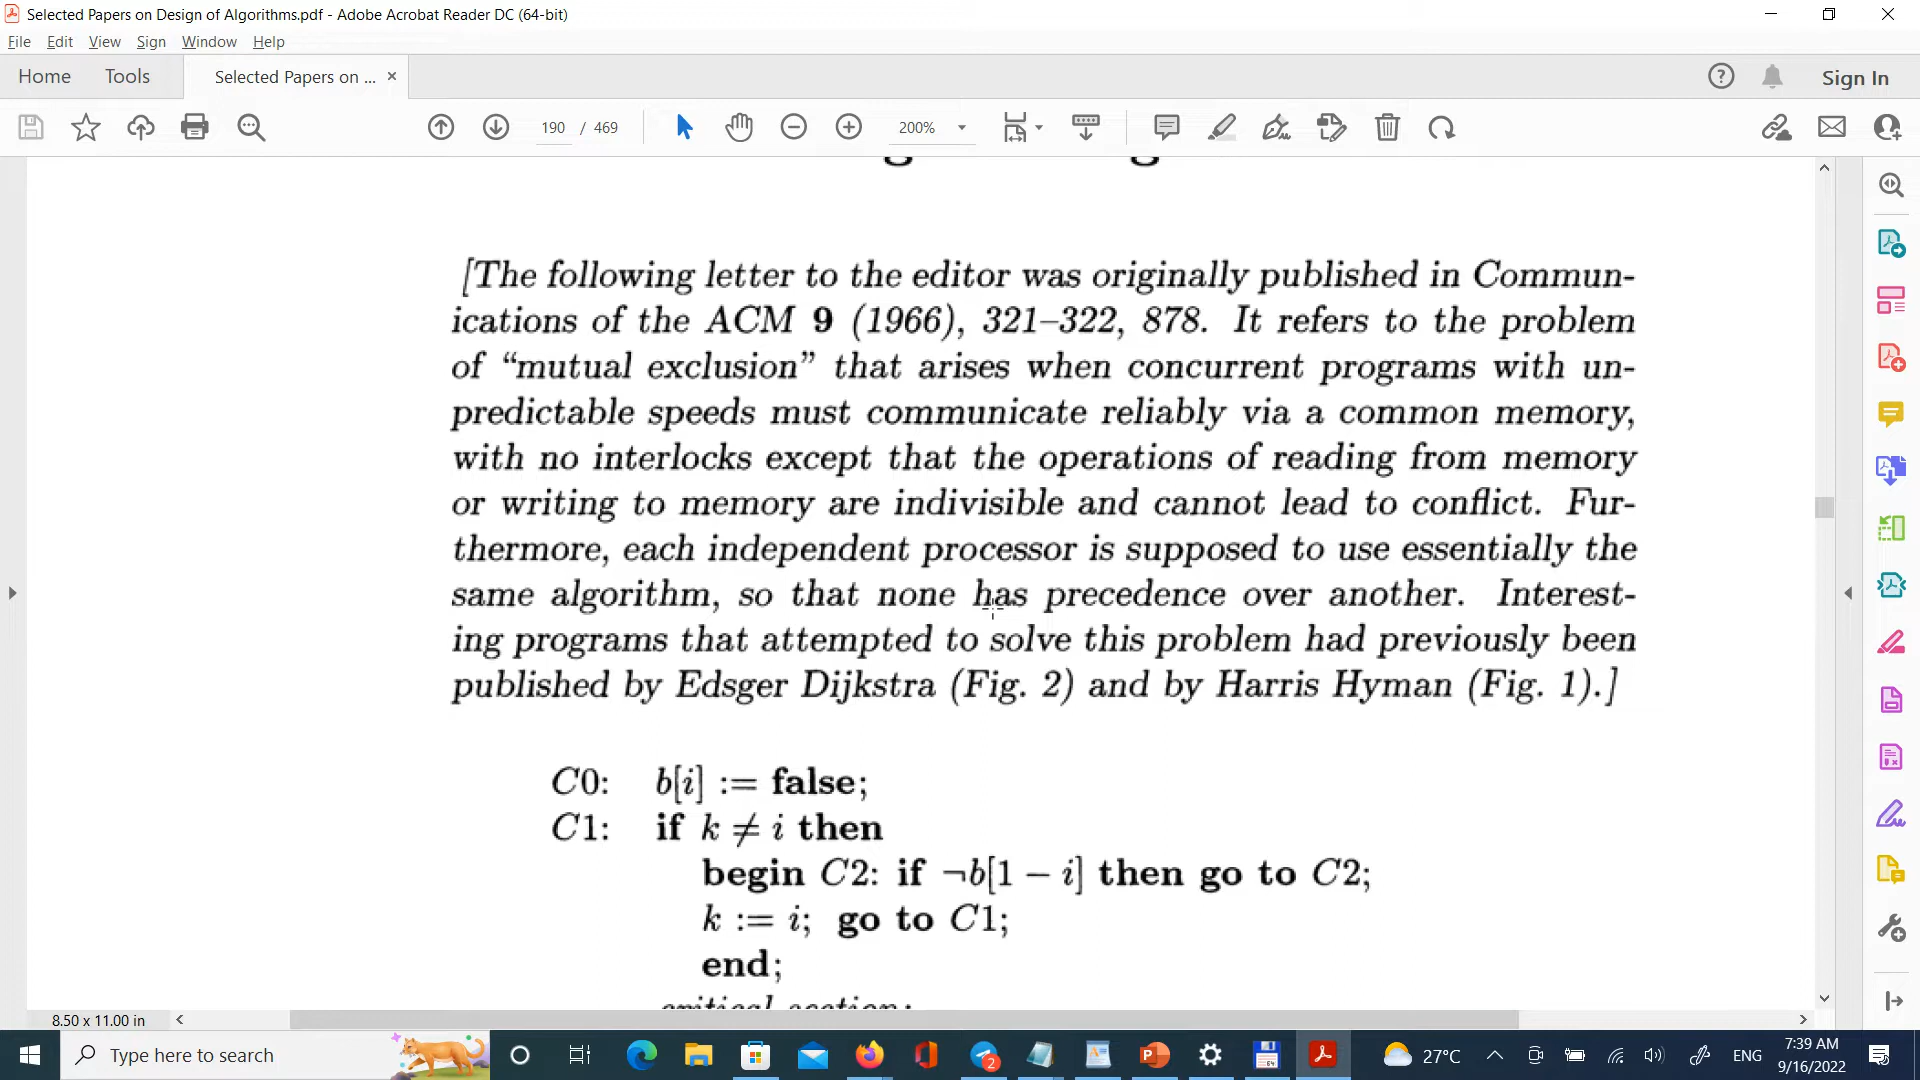 Selected Papers on Design of Algorithms.pdf - Adobe Acrobat Reader DC (64-bit)
File Edit View Sign Window Help
Home Tools Selected Papers on ... × Sign In
190 / 469 200%
[The following letter to the editor was originally published in Commun-
ications of the ACM 9 (1966), 321–322, 878. It refers to the problem
of “mutual exclusion” that arises when concurrent programs with un-
predictable speeds must communicate reliably via a common memory,
with no interlocks except that the operations of reading from memory
or writing to memory are indivisible and cannot lead to conflict. Fur-
thermore, each independent processor is supposed to use essentially the
same algorithm, so that none has precedence over another. Interest-
ing programs that attempted to solve this problem had previously been
published by Edsger Dijkstra (Fig. 2) and by Harris Hyman (Fig. 1).]
C0: b[i] := false;
C1: if k ≠ i then
begin C2: if ¬b[1 − i] then go to C2;
k := i; go to C1;
end;
critical section;
8.50 x 11.00 in
Type here to search
2
27°C
ENG
7:39 AM
9/16/2022